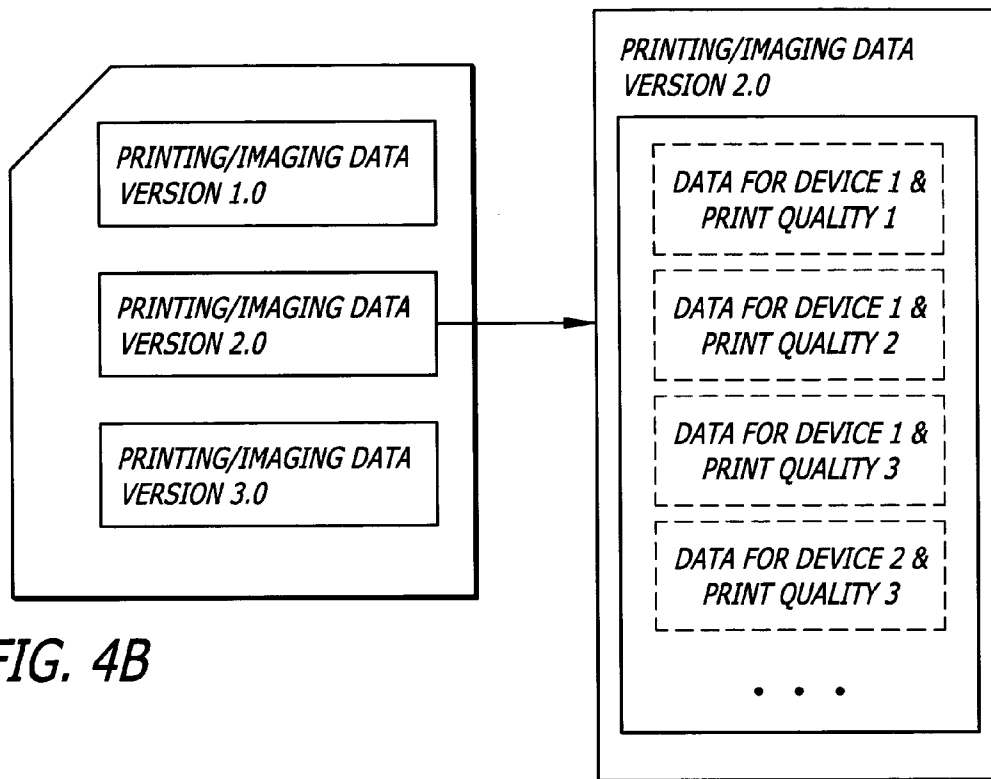 PRINTING/IMAGING DATA
VERSION 1.0
PRINTING/IMAGING DATA
VERSION 2.0
PRINTING/IMAGING DATA
VERSION 3.0
FIG. 4B
PRINTING/IMAGING DATA
VERSION 2.0
DATA FOR DEVICE 1 &
PRINT QUALITY 1
DATA FOR DEVICE 1 &
PRINT QUALITY 2
DATA FOR DEVICE 1 &
PRINT QUALITY 3
DATA FOR DEVICE 2 &
PRINT QUALITY 3
• • •